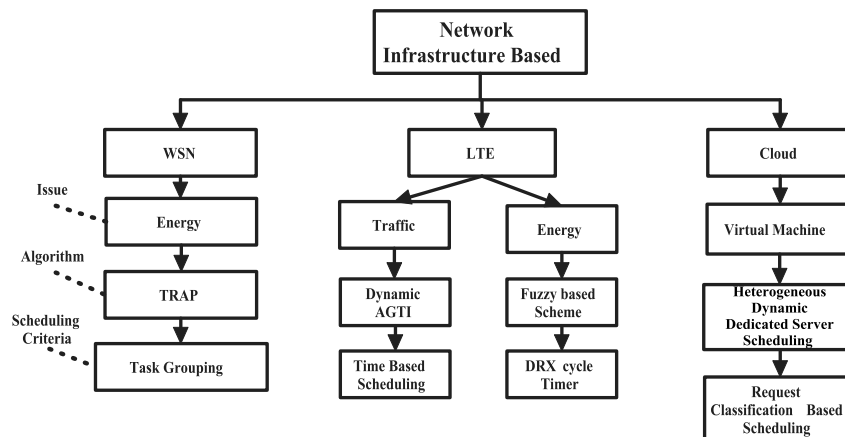 Network
Infrastructure Based
WSN
LTE
Cloud
Issue
Energy
Traffic
Energy
Virtual Machine
Algorithm
TRAP
Dynamic
AGTI
Fuzzy based
Scheme
Heterogeneous
Dynamic
Dedicated Server
Scheduling
Scheduling
Criteria
Task Grouping
Time Based
Scheduling
DRX cycle
Timer
Request
Classification Based
Scheduling